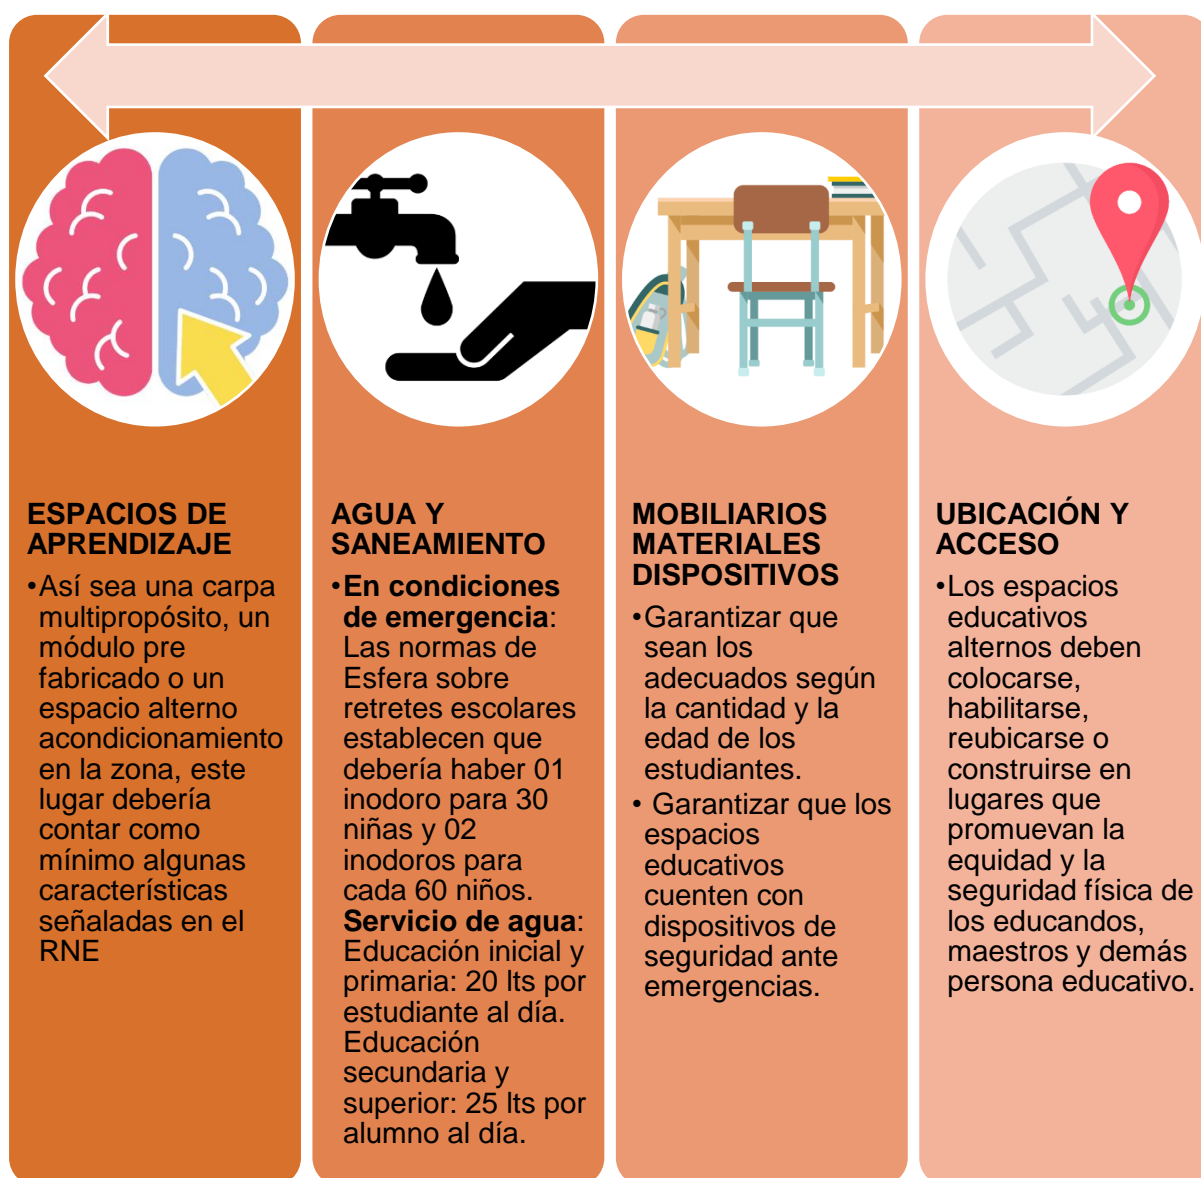 ESPACIOS DE
APRENDIZAJE
•Así sea una carpa
multipropósito, un
módulo pre
fabricado o un
espacio alterno
acondicionamiento
en la zona, este
lugar debería
contar como
mínimo algunas
características
señaladas en el
RNE
AGUA Y
SANEAMIENTO
•En condiciones
de emergencia:
Las normas de
Esfera sobre
retretes escolares
establecen que
debería haber 01
inodoro para 30
niñas y 02
inodoros para
cada 60 niños.
Servicio de agua:
Educación inicial y
primaria: 20 lts por
estudiante al día.
Educación
secundaria y
superior: 25 lts por
alumno al día.
MOBILIARIOS
MATERIALES
DISPOSITIVOS
•Garantizar que
sean los
adecuados según
la cantidad y la
edad de los
estudiantes.
• Garantizar que los
espacios
educativos
cuenten con
dispositivos de
seguridad ante
emergencias.
UBICACIÓN Y
ACCESO
•Los espacios
educativos
alternos deben
colocarse,
habilitarse,
reubicarse o
construirse en
lugares que
promuevan la
equidad y la
seguridad física de
los educandos,
maestros y demás
persona educativo.